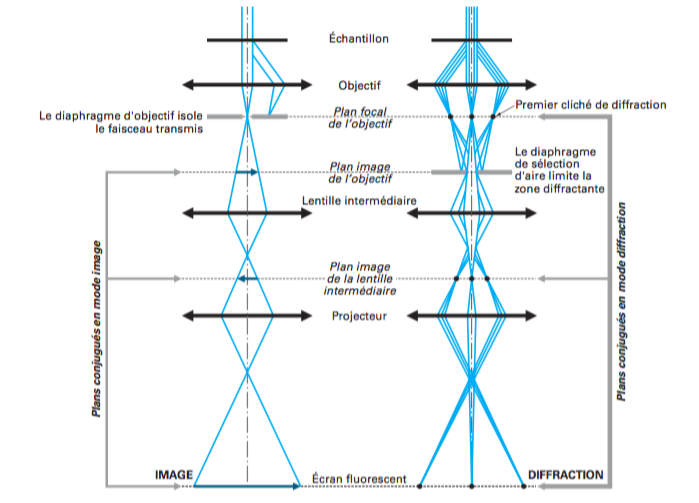 Échantillon
Objectif
Premier cliché de diffraction
Le diaphragme d'objectif isole
le faisceau transmis
Plan focal
de l'objectif
Le diaphragme
de sélection
d'aire limite la
zone diffractante
Plan image
de l'objectif
Lentille intermédiaire
Plan image
de la lentille
intermédiaire
Projecteur
Plans conjugués en mode image
Plans conjugués en mode diffraction
IMAGE
Écran fluorescent
DIFFRACTION